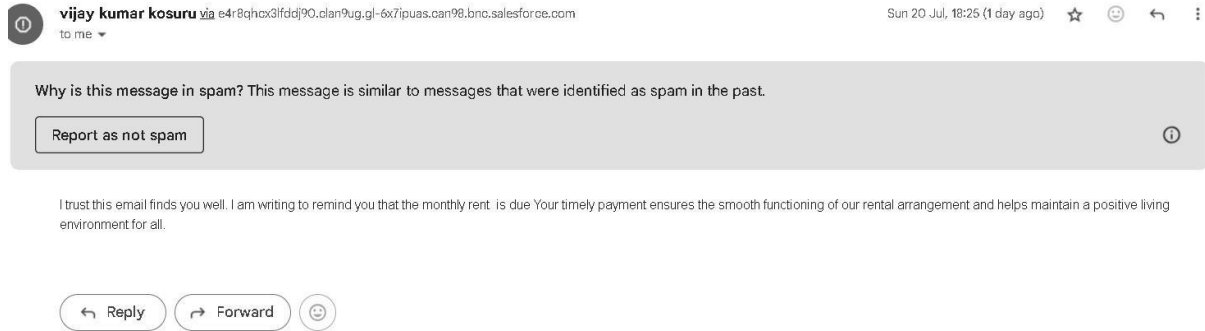 vijay kumar kosuru via e4r8qhcx3lfddj90.clan9ug.gl-6x7ipuas.can98.bnc.salesforce.com Sun 20 Jul, 18:25 (1 day ago)
to me
Why is this message in spam? This message is similar to messages that were identified as spam in the past.
Report as not spam
I trust this email finds you well. I am writing to remind you that the monthly rent is due Your timely payment ensures the smooth functioning of our rental arrangement and helps maintain a positive living
environment for all.
Reply Forward